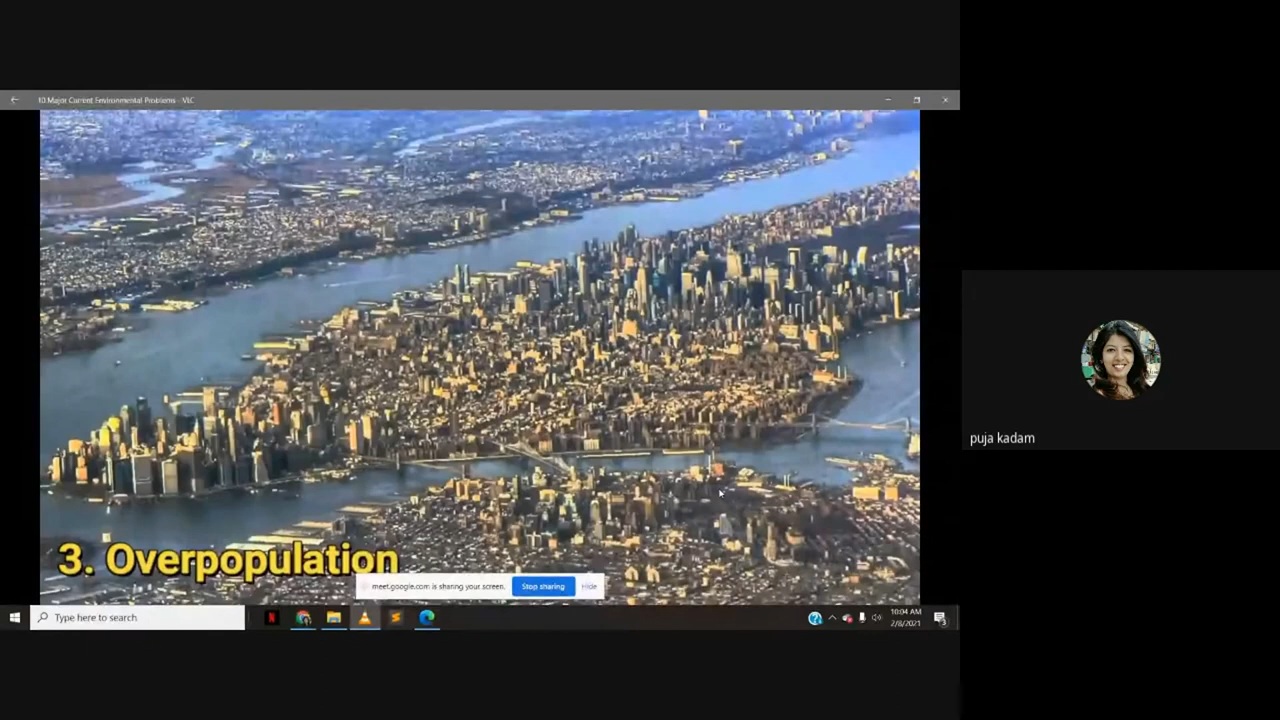 10 Major Current Environmental Problems - VLC
3. Overpopulation
meet.google.com is sharing your screen.
Stop sharing
Hide
Type here to search
10:04 AM
2/8/2021
puja kadam